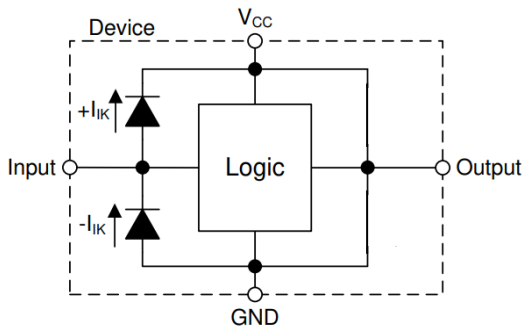 Device
VCC
+IIK
Input
Logic
Output
-IIK
GND